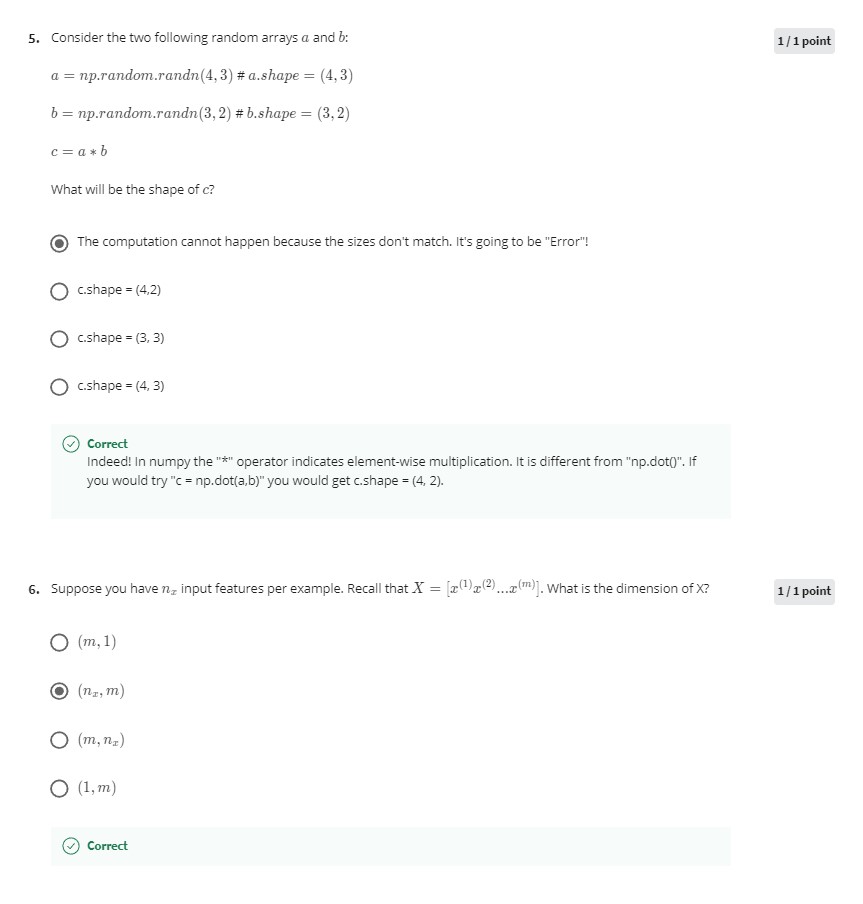 5. Consider the two following random arrays a and b:
1 / 1 point
a = np.random.randn(4, 3) # a.shape = (4, 3)
b = np.random.randn(3, 2) # b.shape = (3, 2)
c = a * b
What will be the shape of c?
The computation cannot happen because the sizes don't match. It's going to be "Error"!
c.shape = (4,2)
c.shape = (3, 3)
c.shape = (4, 3)
Correct
Indeed! In numpy the "*" operator indicates element-wise multiplication. It is different from "np.dot()". If
you would try "c = np.dot(a,b)" you would get c.shape = (4, 2).
6. Suppose you have n_x input features per example. Recall that X = [x^(1) x^(2) ... x^(m)]. What is the dimension of X?
1 / 1 point
(m, 1)
(n_x, m)
(m, n_x)
(1, m)
Correct